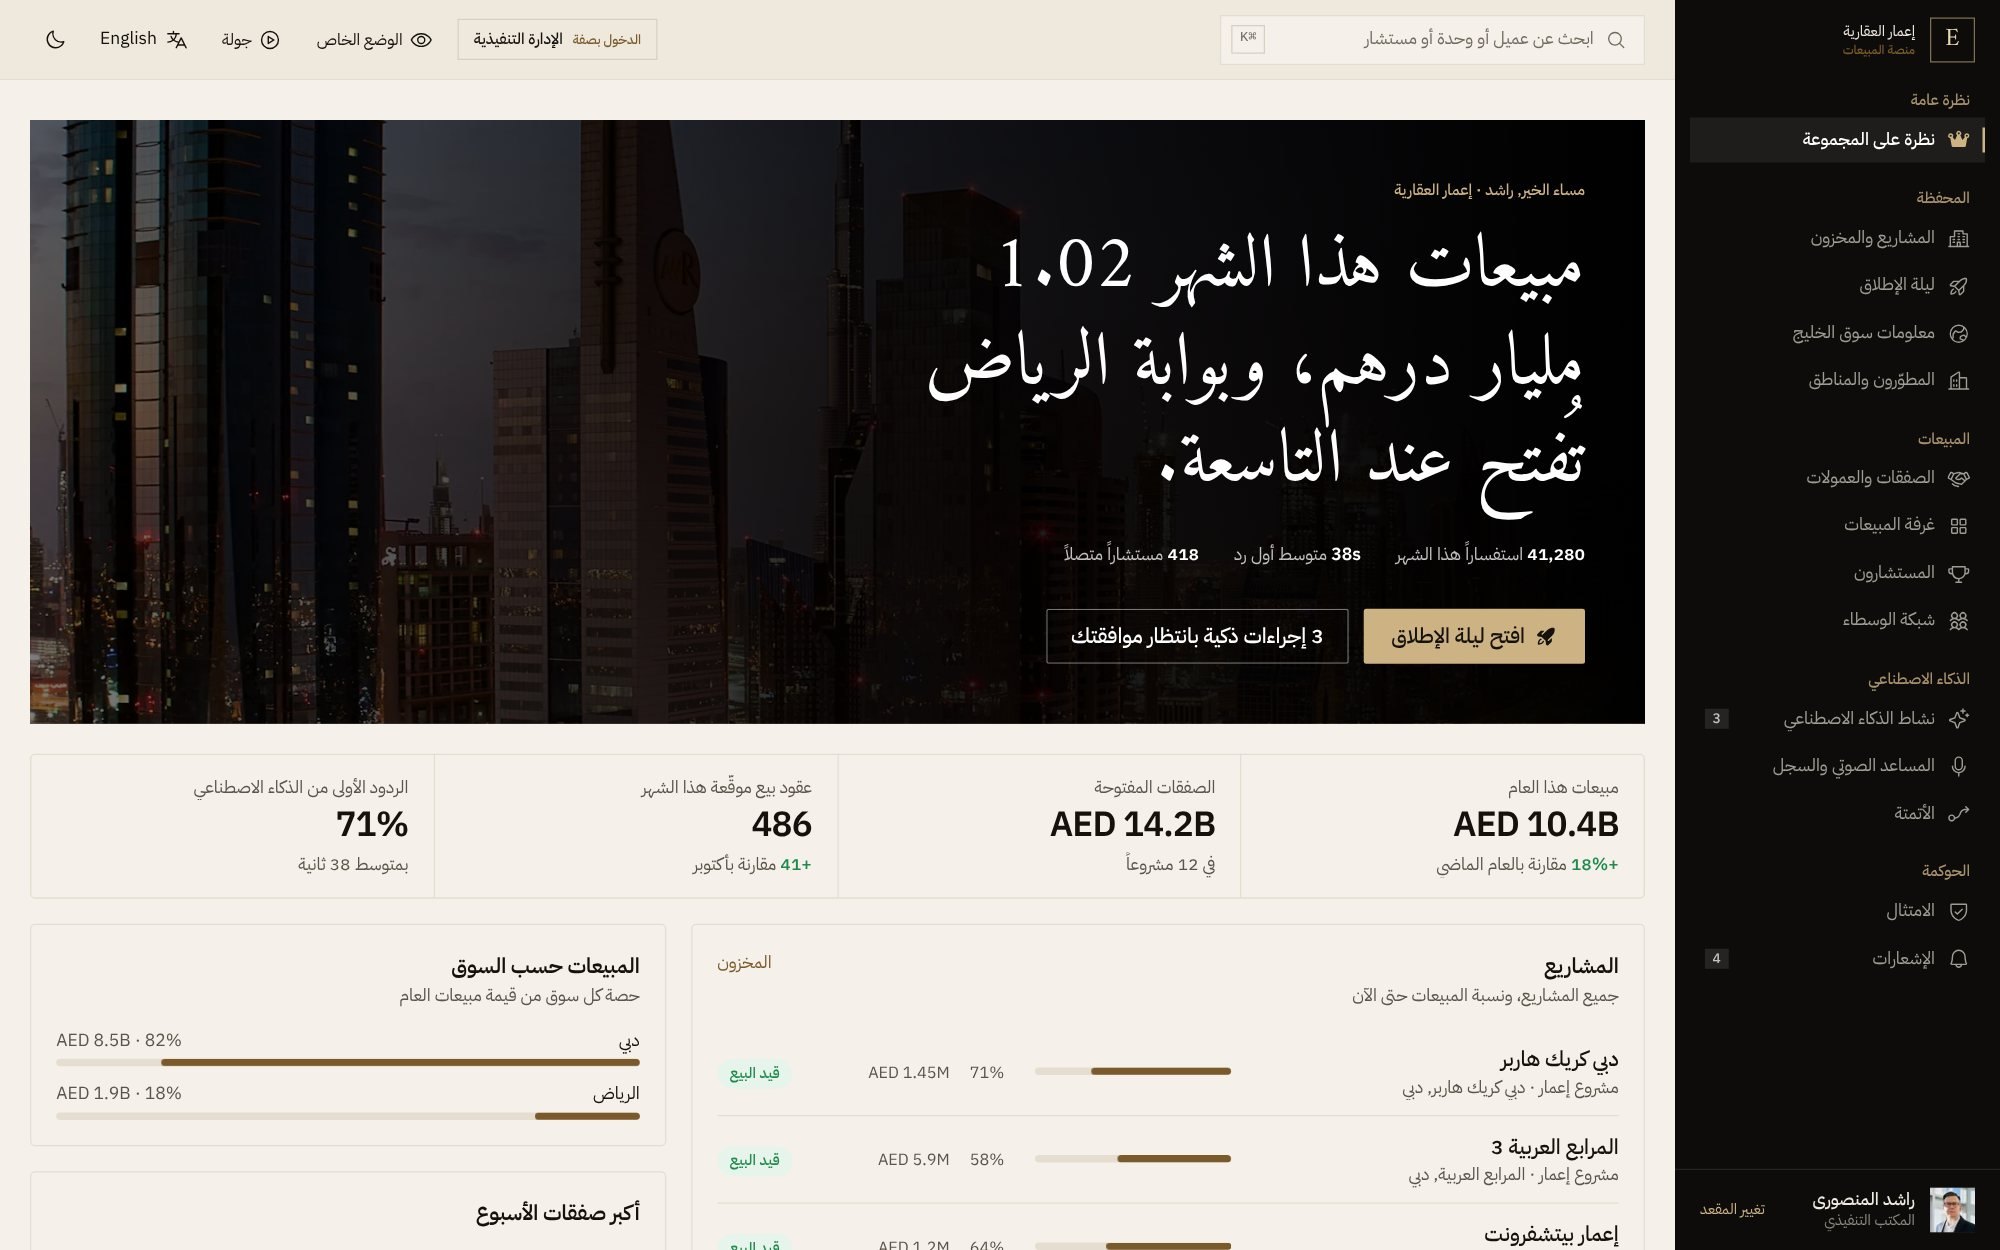 إعمار العقارية
منصة المبيعات
E
نظرة عامة
نظرة على المجموعة
المحفظة
المشاريع والمخزون
ليلة الإطلاق
معلومات سوق الخليج
المطوّرون والمناطق
المبيعات
الصفقات والعمولات
غرفة المبيعات
المستشارون
شبكة الوسطاء
الذكاء الاصطناعي
نشاط الذكاء الاصطناعي 3
المساعد الصوتي والسجل
الأتمتة
الحوكمة
الامتثال
الإشعارات 4
راشد المنصوري
المكتب التنفيذي
تغيير المقعد
ابحث عن عميل أو وحدة أو مستشار
⌘K
الدخول بصفة الإدارة التنفيذية
الوضع الخاص
جولة
English
مساء الخير, راشد · إعمار العقارية
مبيعات هذا الشهر 1.02
مليار درهم، وبوابة الرياض
تُفتح عند التاسعة.
41,280 استفساراً هذا الشهر
38s متوسط أول رد
418 مستشاراً متصلاً
افتح ليلة الإطلاق
3 إجراءات ذكية بانتظار موافقتك
مبيعات هذا العام
AED 10.4B
+18% مقارنة بالعام الماضي
الصفقات المفتوحة
AED 14.2B
في 12 مشروعاً
عقود بيع موقّعة هذا الشهر
486
+41 مقارنة بأكتوبر
الردود الأولى من الذكاء الاصطناعي
71%
بمتوسط 38 ثانية
المشاريع
المخزون
جميع المشاريع، ونسبة المبيعات حتى الآن
دبي كريك هاربر
مشروع إعمار · دبي كريك هاربر, دبي
71%
AED 1.45M
قيد البيع
المرابع العربية 3
مشروع إعمار · المرابع العربية, دبي
58%
AED 5.9M
قيد البيع
إعمار بيتشفرونت
64%
AED 1.2M
قيد البيع
المبيعات حسب السوق
حصة كل سوق من قيمة مبيعات العام
دبي
AED 8.5B · 82%
الرياض
AED 1.9B · 18%
أكبر صفقات الأسبوع